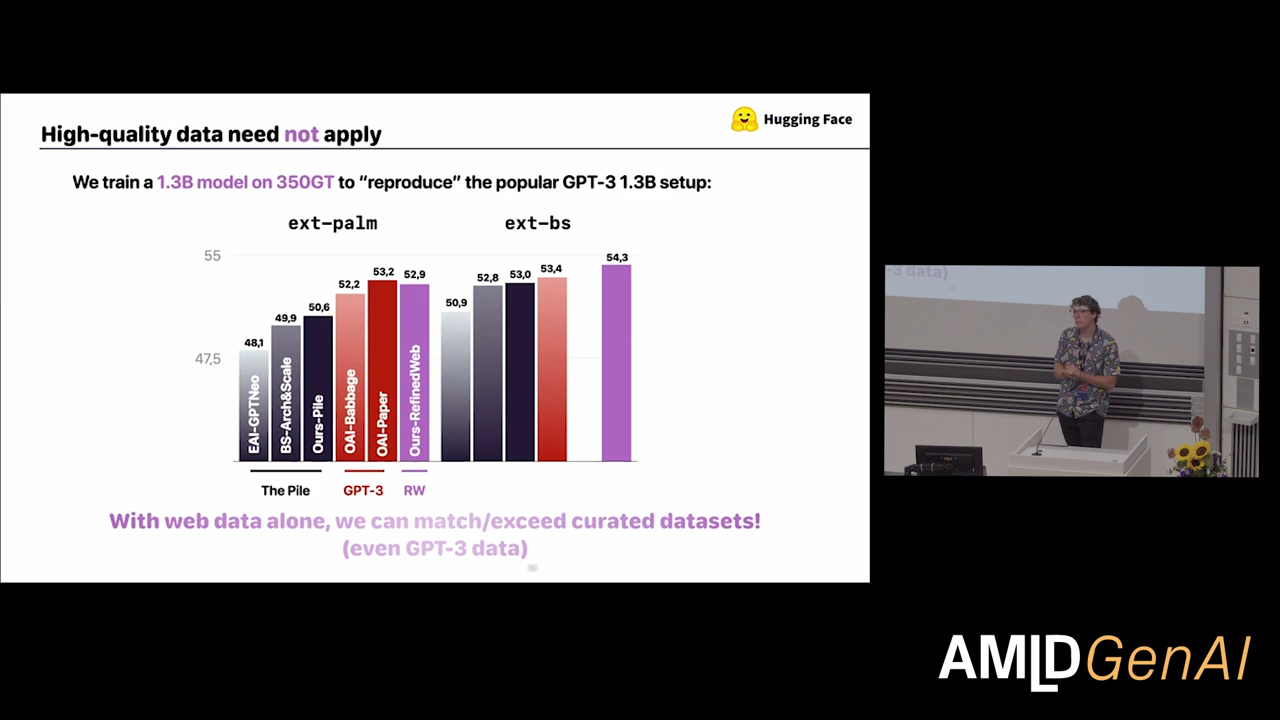 High-quality data need not apply
Hugging Face
We train a 1.3B model on 350GT to “reproduce” the popular GPT-3 1.3B setup:
ext-palm
ext-bs
55
47,5
48,1
49,9
50,6
52,2
53,2
52,9
50,9
52,8
53,0
53,4
54,3
EAI-GPTNeo
BS-Arch&Scale
Ours-Pile
OAI-Babbage
OAI-Paper
Ours-RefinedWeb
The Pile
GPT-3
RW
With web data alone, we can match/exceed curated datasets!
(even GPT-3 data)
-3 data)
AMLD GenAI